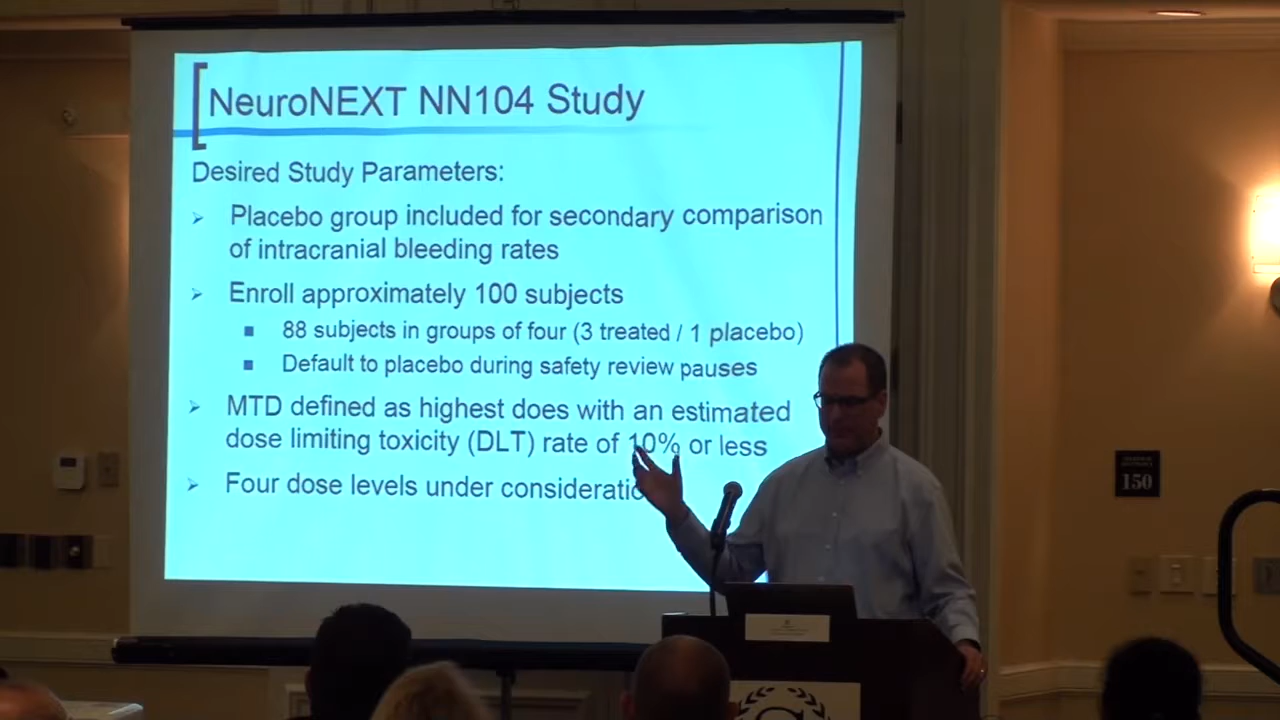 NeuroNEXT NN104 Study
Desired Study Parameters:
Placebo group included for secondary comparison
of intracranial bleeding rates
Enroll approximately 100 subjects
88 subjects in groups of four (3 treated / 1 placebo)
Default to placebo during safety review pauses
MTD defined as highest does with an estimated
dose limiting toxicity (DLT) rate of 10% or less
Four dose levels under consideratio
150